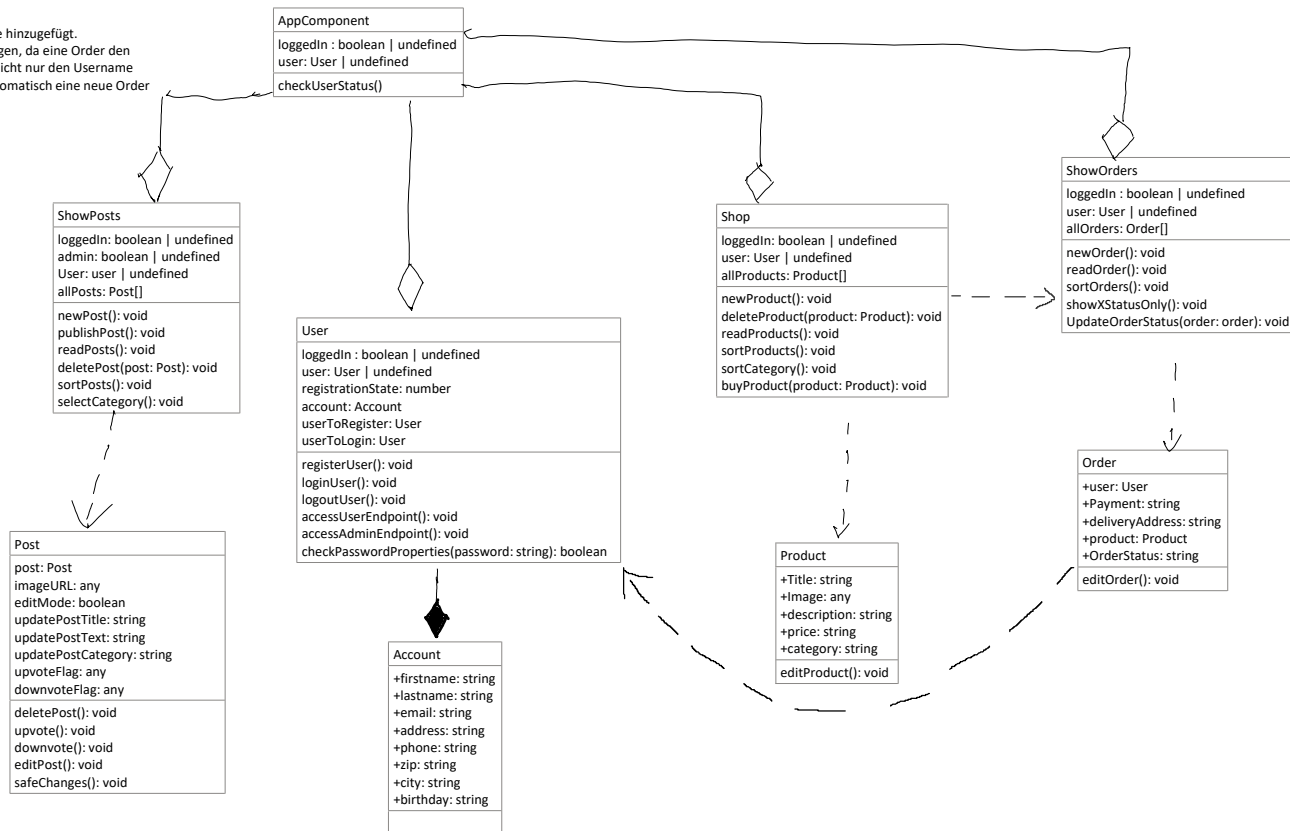 hinzugefügt.
gen, da eine Order den
icht nur den Username
omatisch eine neue Order
AppComponent
loggedIn : boolean | undefined
user: User | undefined
checkUserStatus()
ShowPosts
loggedIn: boolean | undefined
admin: boolean | undefined
User: user | undefined
allPosts: Post[]
newPost(): void
publishPost(): void
readPosts(): void
deletePost(post: Post): void
sortPosts(): void
selectCategory(): void
User
loggedIn : boolean | undefined
user: User | undefined
registrationState: number
account: Account
userToRegister: User
userToLogin: User
registerUser(): void
loginUser(): void
logoutUser(): void
accessUserEndpoint(): void
accessAdminEndpoint(): void
checkPasswordProperties(password: string): boolean
Shop
loggedIn: boolean | undefined
user: User | undefined
allProducts: Product[]
newProduct(): void
deleteProduct(product: Product): void
readProducts(): void
sortProducts(): void
sortCategory(): void
buyProduct(product: Product): void
ShowOrders
loggedIn : boolean | undefined
user: User | undefined
allOrders: Order[]
newOrder(): void
readOrder(): void
sortOrders(): void
showXStatusOnly(): void
UpdateOrderStatus(order: order): void
Post
post: Post
imageURL: any
editMode: boolean
updatePostTitle: string
updatePostText: string
updatePostCategory: string
upvoteFlag: any
downvoteFlag: any
deletePost(): void
upvote(): void
downvote(): void
editPost(): void
safeChanges(): void
Account
+firstname: string
+lastname: string
+email: string
+address: string
+phone: string
+zip: string
+city: string
+birthday: string
Product
+Title: string
+Image: any
+description: string
+price: string
+category: string
editProduct(): void
Order
+user: User
+Payment: string
+deliveryAddress: string
+product: Product
+OrderStatus: string
editOrder(): void